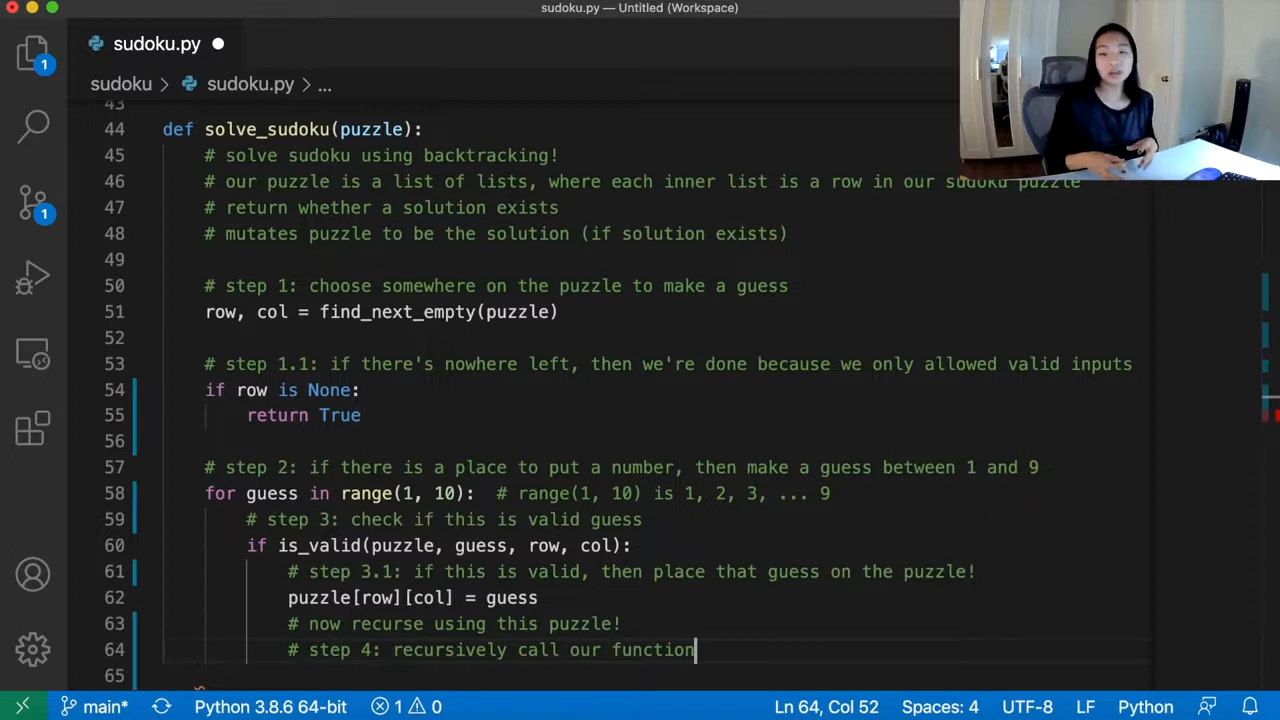 sudoku.py — Untitled (Workspace)
sudoku.py
sudoku > sudoku.py > ...
43
44 def solve_sudoku(puzzle):
45 # solve sudoku using backtracking!
46 # our puzzle is a list of lists, where each inner list is a row in our sudoku puzzle
47 # return whether a solution exists
48 # mutates puzzle to be the solution (if solution exists)
49
50 # step 1: choose somewhere on the puzzle to make a guess
51 row, col = find_next_empty(puzzle)
52
53 # step 1.1: if there's nowhere left, then we're done because we only allowed valid inputs
54 if row is None:
55 return True
56
57 # step 2: if there is a place to put a number, then make a guess between 1 and 9
58 for guess in range(1, 10): # range(1, 10) is 1, 2, 3, ... 9
59 # step 3: check if this is valid guess
60 if is_valid(puzzle, guess, row, col):
61 # step 3.1: if this is valid, then place that guess on the puzzle!
62 puzzle[row][col] = guess
63 # now recurse using this puzzle!
64 # step 4: recursively call our function
65
1
1
main* Python 3.8.6 64-bit 1 0 Ln 64, Col 52 Spaces: 4 UTF-8 LF Python